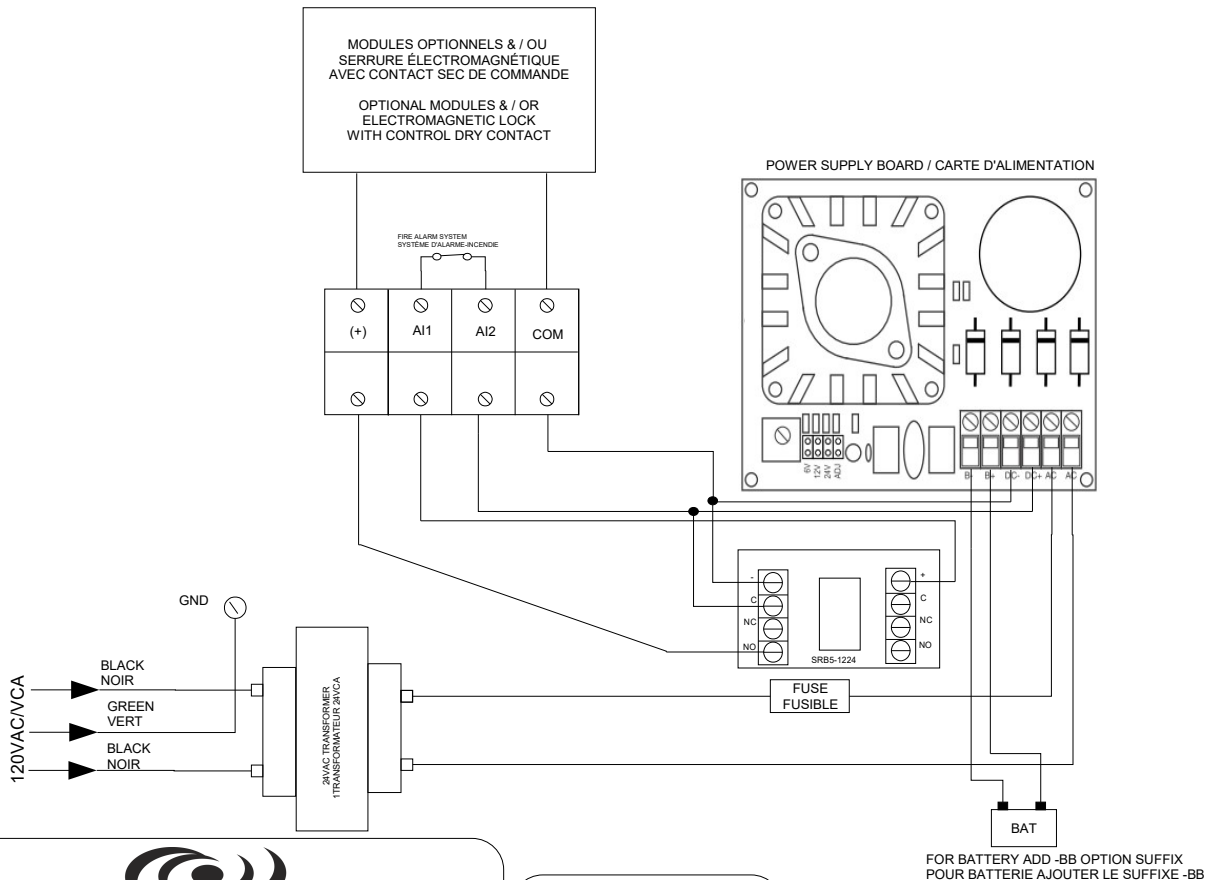 MODULES OPTIONNELS & / OU
SERRURE ÉLECTROMAGNÉTIQUE
AVEC CONTACT SEC DE COMMANDE
OPTIONAL MODULES & / OR
ELECTROMAGNETIC LOCK
WITH CONTROL DRY CONTACT
POWER SUPPLY BOARD / CARTE D'ALIMENTATION
FIRE ALARM SYSTEM
SYSTÈME D'ALARME-INCENDIE
(+) AI1 AI2 COM
6V
12V
24V
ADJ
B- B+ DC- DC+ AC AC
- +
C C
NC NC
NO NO
SRB5-1224
GND
120VAC/VCA
BLACK
NOIR
GREEN
VERT
BLACK
NOIR
24VAC TRANSFORMER
1TRANSFORMATEUR 24VCA
FUSE
FUSIBLE
BAT
FOR BATTERY ADD -BB OPTION SUFFIX
POUR BATTERIE AJOUTER LE SUFFIXE -BB